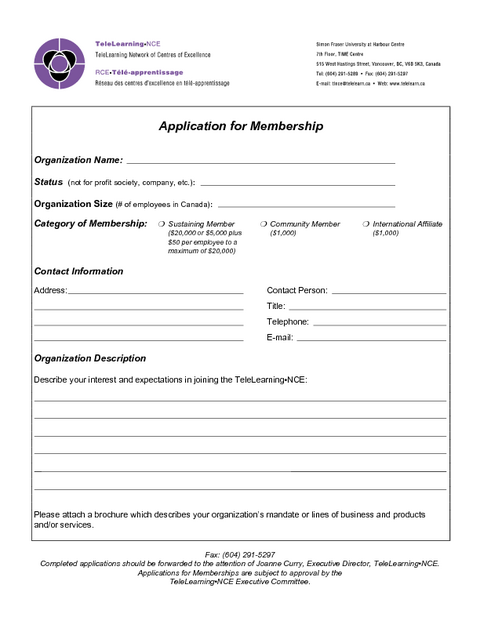 TeleLearning•NCE
TeleLearning Network of Centres of Excellence
RCE•Télé-apprentissage
Réseau des centres d'excellence en télé-apprentissage
Simon Fraser University at Harbour Centre
7th Floor, TIME Centre
515 West Hastings Street, Vancouver, BC, V6B 5K3, Canada
Tel: (604) 291-5286 • Fax: (604) 291-5297
E-mail: tlnce@telelearn.ca • Web: www.telelearn.ca
Application for Membership
Organization Name:
Status (not for profit society, company, etc.):
Organization Size (# of employees in Canada):
Category of Membership: ❍ Sustaining Member ❍ Community Member ❍ International Affiliate
($20,000 or $5,000 plus ($1,000) ($1,000)
$50 per employee to a
maximum of $20,000)
Contact Information
Address: Contact Person:
Title:
Telephone:
E-mail:
Organization Description
Describe your interest and expectations in joining the TeleLearning•NCE:
Please attach a brochure which describes your organization's mandate or lines of business and products
and/or services.
Fax: (604) 291-5297
Completed applications should be forwarded to the attention of Joanne Curry, Executive Director, TeleLearning•NCE.
Applications for Memberships are subject to approval by the
TeleLearning•NCE Executive Committee.